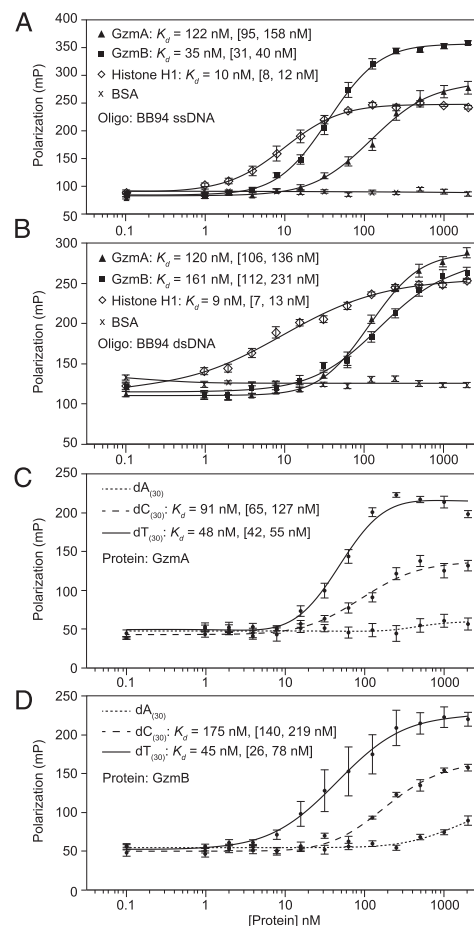 A
GzmA: Kd = 122 nM, [95, 158 nM]
GzmB: Kd = 35 nM, [31, 40 nM]
Histone H1: Kd = 10 nM, [8, 12 nM]
BSA
Oligo: BB94 ssDNA
Polarization (mP)
400
350
300
250
200
150
100
50
0.1 1 10 100 1000
B
GzmA: Kd = 120 nM, [106, 136 nM]
GzmB: Kd = 161 nM, [112, 231 nM]
Histone H1: Kd = 9 nM, [7, 13 nM]
BSA
Oligo: BB94 dsDNA
Polarization (mP)
300
250
200
150
100
50
0.1 1 10 100 1000
C
dA(30)
dC(30): Kd = 91 nM, [65, 127 nM]
dT(30): Kd = 48 nM, [42, 55 nM]
Protein: GzmA
Polarization (mP)
250
200
150
100
50
0
0.1 1 10 100 1000
D
dA(30)
dC(30): Kd = 175 nM, [140, 219 nM]
dT(30): Kd = 45 nM, [26, 78 nM]
Protein: GzmB
Polarization (mP)
250
200
150
100
50
0
0.1 1 10 100 1000
[Protein] nM